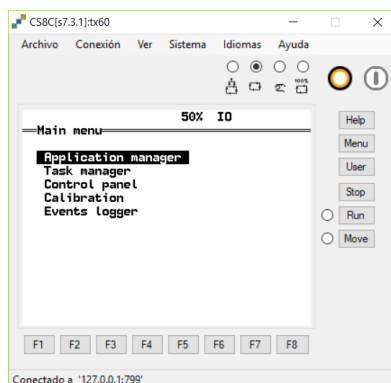 CS8C[s7.3.1]:tx60
Archivo Conexión Ver Sistema Idiomas Ayuda
100%
50% IO
Main menu
Application manager
Task manager
Control panel
Calibration
Events logger
Help
Menu
User
Stop
Run
Move
F1 F2 F3 F4 F5 F6 F7 F8
Conectado a '127.0.0.1:799'